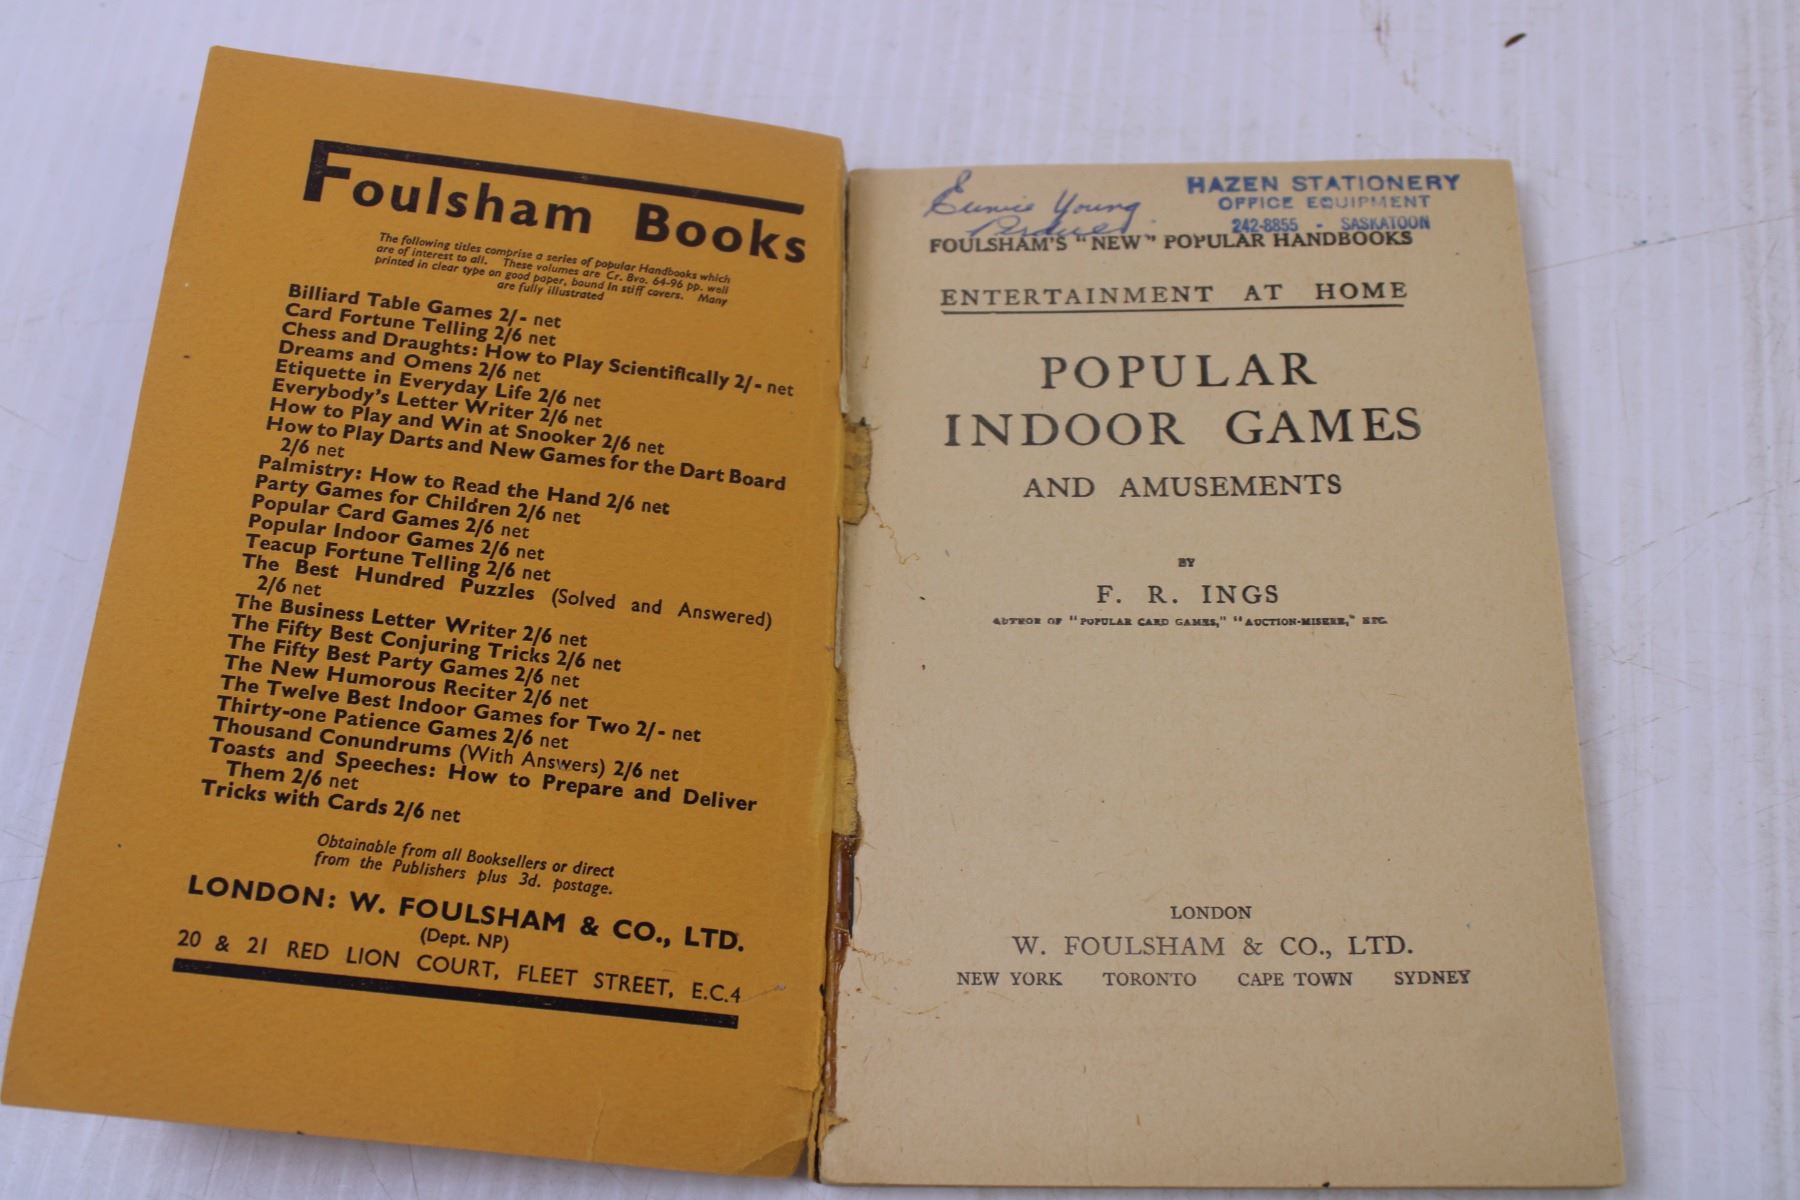 Foulsham Books
The following titles comprise a series of popular Handbooks which
are of interest to all. These volumes are Cr. 8vo. 64-96 pp. well
printed in clear type on good paper, bound in stiff covers. Many
are fully illustrated
Billiard Table Games 2/- net
Card Fortune Telling 2/6 net
Chess and Draughts: How to Play Scientifically 2/- net
Dreams and Omens 2/6 net
Etiquette in Everyday Life 2/6 net
Everybody's Letter Writer 2/6 net
How to Play and Win at Snooker 2/6 net
How to Play Darts and New Games for the Dart Board
2/6 net
Palmistry: How to Read the Hand 2/6 net
Party Games for Children 2/6 net
Popular Card Games 2/6 net
Popular Indoor Games 2/6 net
Teacup Fortune Telling 2/6 net
The Best Hundred Puzzles (Solved and Answered)
2/6 net
The Business Letter Writer 2/6 net
The Fifty Best Conjuring Tricks 2/6 net
The Fifty Best Party Games 2/6 net
The New Humorous Reciter 2/6 net
The Twelve Best Indoor Games for Two 2/- net
Thirty-one Patience Games 2/6 net
Thousand Conundrums (With Answers) 2/6 net
Toasts and Speeches: How to Prepare and Deliver
Them 2/6 net
Tricks with Cards 2/6 net
Obtainable from all Booksellers or direct
from the Publishers plus 3d. postage.
LONDON: W. FOULSHAM & CO., LTD.
(Dept. NP)
20 & 21 RED LION COURT, FLEET STREET, E.C.4
Eunice Young
HAZEN STATIONERY
OFFICE EQUIPMENT
242-8855 - SASKATOON
FOULSHAM'S "NEW" POPULAR HANDBOOKS
ENTERTAINMENT AT HOME
POPULAR
INDOOR GAMES
AND AMUSEMENTS
BY
F. R. INGS
AUTHOR OF "POPULAR CARD GAMES," "AUCTION-MISERE," ETC.
LONDON
W. FOULSHAM & CO., LTD.
NEW YORK TORONTO CAPE TOWN SYDNEY